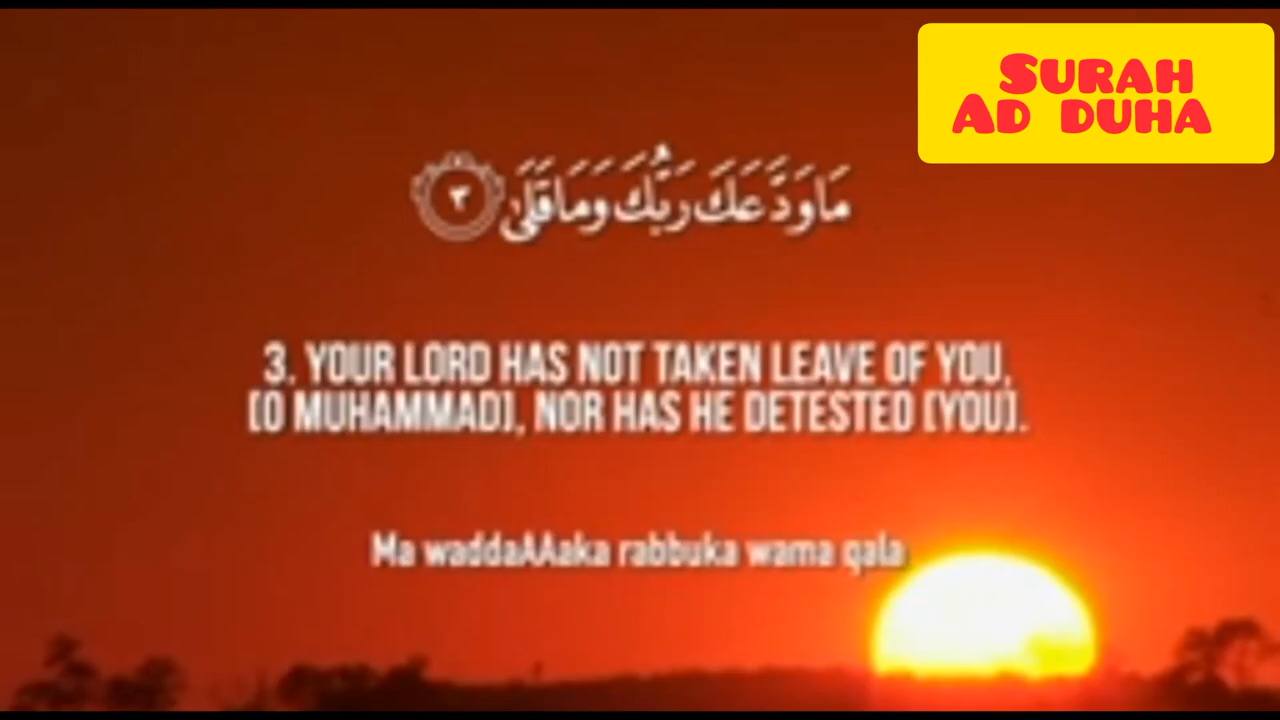 SURAH
AD DUHA
مَا وَدَّعَكَ رَبُّكَ وَمَا قَلَىٰ ٣
3. YOUR LORD HAS NOT TAKEN LEAVE OF YOU,
[O MUHAMMAD], NOR HAS HE DETESTED [YOU].
Ma waddaAAaka rabbuka wama qala